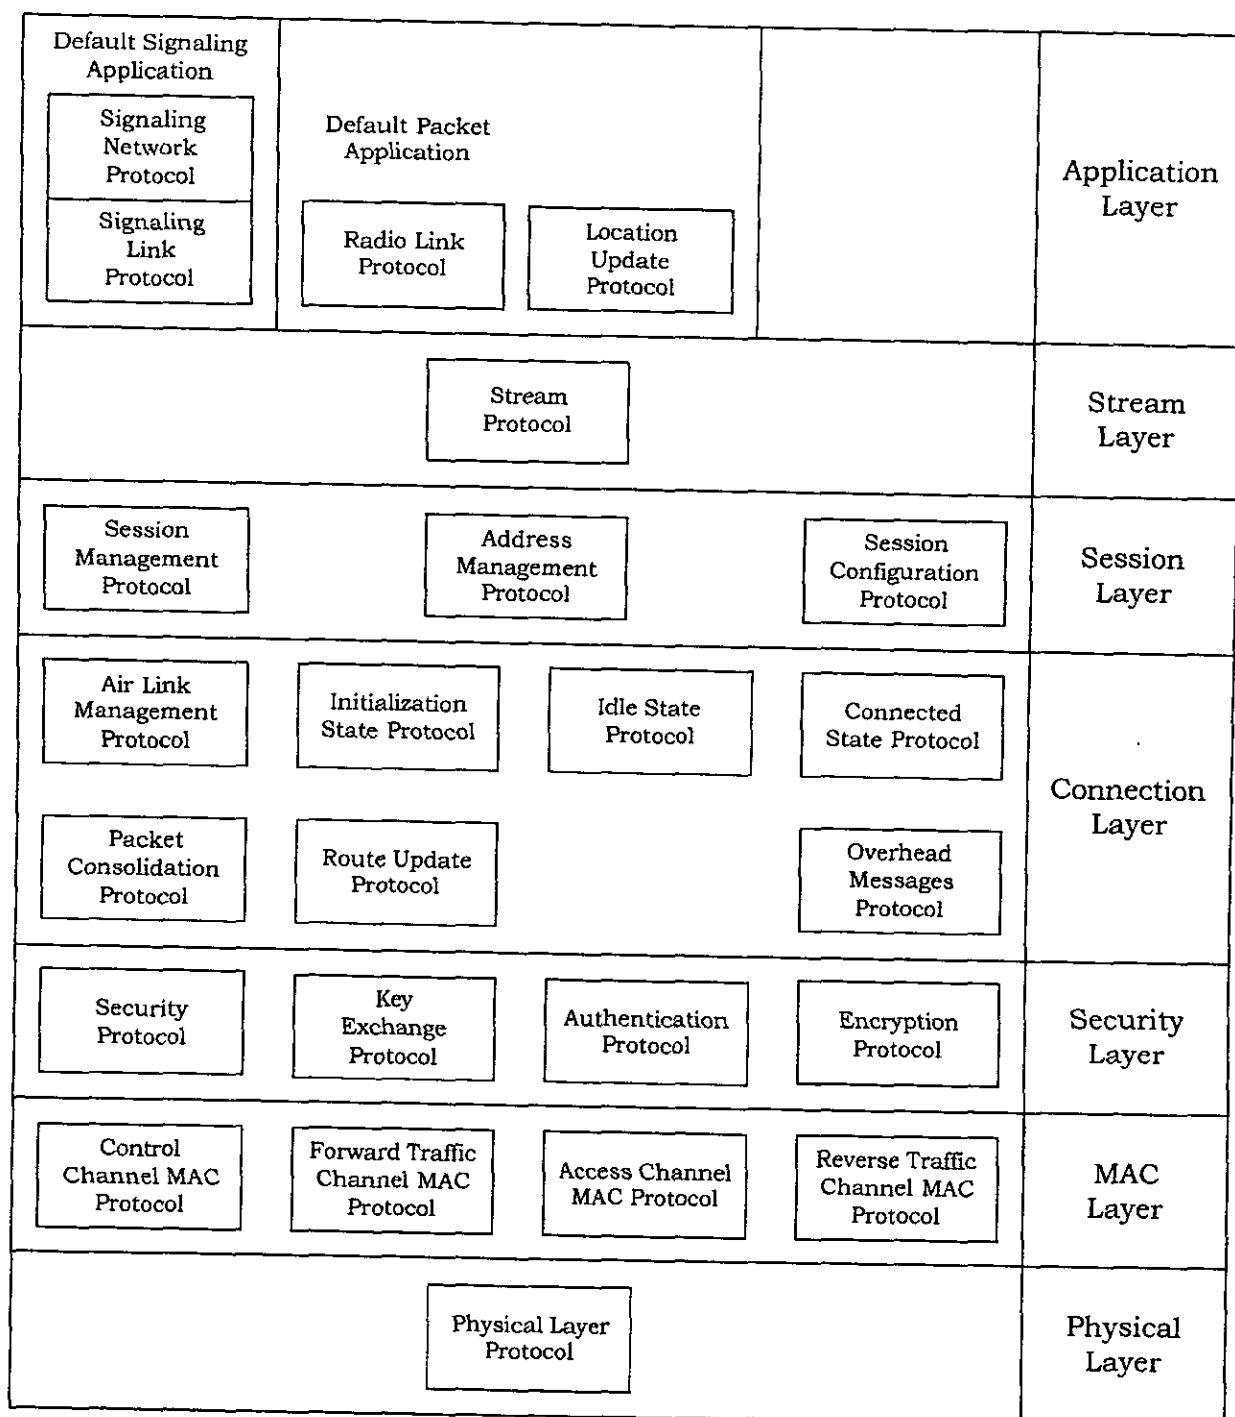 Default Signaling
Application
Signaling
Network
Protocol
Signaling
Link
Protocol
Default Packet
Application
Radio Link
Protocol
Location
Update
Protocol
Application
Layer
Stream
Protocol
Stream
Layer
Session
Management
Protocol
Address
Management
Protocol
Session
Configuration
Protocol
Session
Layer
Air Link
Management
Protocol
Initialization
State Protocol
Idle State
Protocol
Connected
State Protocol
Packet
Consolidation
Protocol
Route Update
Protocol
Overhead
Messages
Protocol
Connection
Layer
Security
Protocol
Key
Exchange
Protocol
Authentication
Protocol
Encryption
Protocol
Security
Layer
Control
Channel MAC
Protocol
Forward Traffic
Channel MAC
Protocol
Access Channel
MAC Protocol
Reverse Traffic
Channel MAC
Protocol
MAC
Layer
Physical Layer
Protocol
Physical
Layer